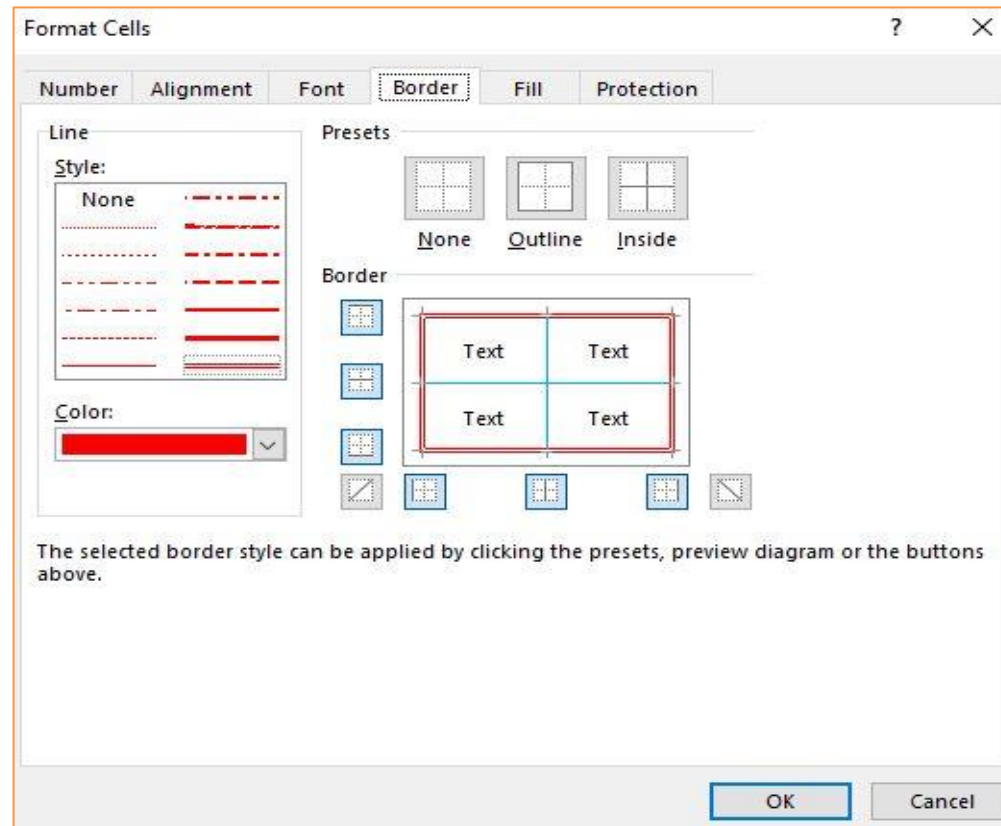 Format Cells ?
Number Alignment Font Border Fill Protection
Line
Style:
None
Color:
Presets
None Outline Inside
Border
Text Text
Text Text
The selected border style can be applied by clicking the presets, preview diagram or the buttons
above.
OK Cancel